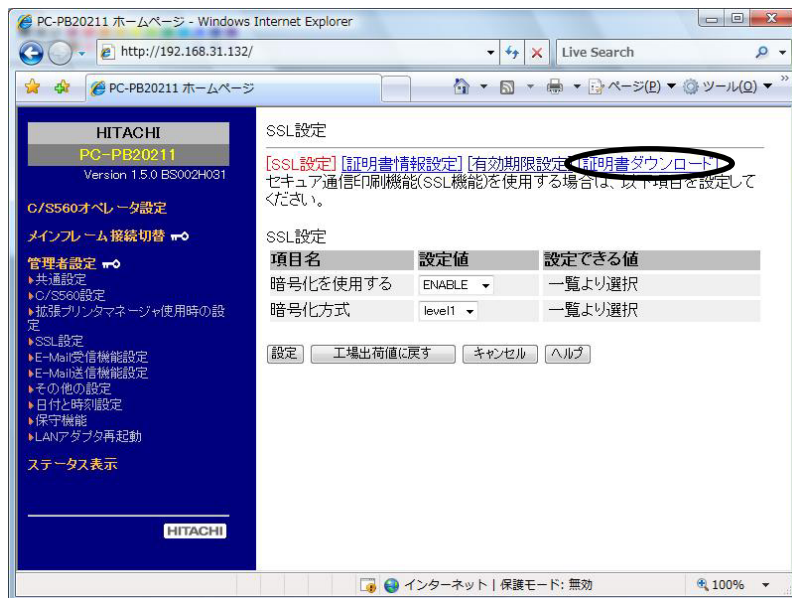 PC-PB20211 ホームページ - Windows Internet Explorer
http://192.168.31.132/
Live Search
PC-PB20211 ホームページ
ページ(P)
ツール(O)
HITACHI
PC-PB20211
Version 1.5.0 BS002H031
C/S560オペレータ設定
メインフレーム接続切替
管理者設定
共通設定
C/S560設定
拡張プリンタマネージャ使用時の設
定
SSL設定
E-Mail受信機能設定
E-Mail送信機能設定
その他の設定
日付と時刻設定
保守機能
LANアダプタ再起動
ステータス表示
HITACHI
SSL設定
[SSL設定] [証明書情報設定] [有効期限設定] [証明書ダウンロード]
セキュア通信印刷機能(SSL機能)を使用する場合は、以下項目を設定して
ください。
SSL設定
項目名 設定値 設定できる値
暗号化を使用する ENABLE 一覧より選択
暗号化方式 level1 一覧より選択
設定 工場出荷値に戻す キャンセル ヘルプ
インターネット | 保護モード: 無効
100%